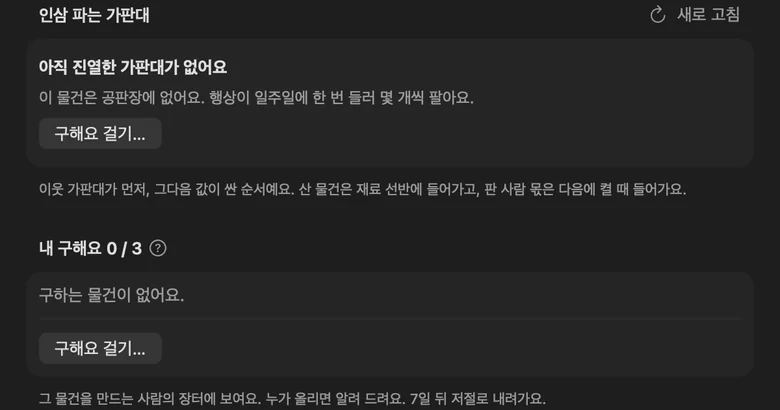 인삼 파는 가판대
새로 고침
아직 진열한 가판대가 없어요
이 물건은 공판장에 없어요. 행상이 일주일에 한 번 들러 몇 개씩 팔아요.
구해요 걸기...
이웃 가판대가 먼저, 그다음 값이 싼 순서예요. 산 물건은 재료 선반에 들어가고, 판 사람 몫은 다음에 켤 때 들어가요.
내 구해요 0 / 3 ?
구하는 물건이 없어요.
구해요 걸기...
그 물건을 만드는 사람의 장터에 보여요. 누가 올리면 알려 드려요. 7일 뒤 저절로 내려가요.